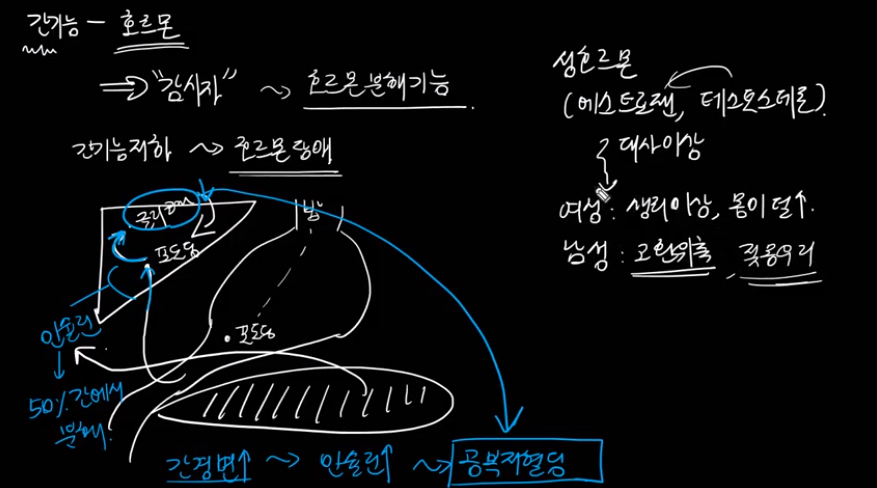 간기능 - 호르몬
⇒ "감시자" ~> 호르몬 분해기능
간기능저하 ~> 호르몬 장애
포도당
인슐린
50% 간에서
분해.
밥
포도당
간경변↑ ~> 인슐린↑ ~> 공복저혈당
성호르몬
(에스트로겐, 테스토스테론)
대사이상
여성: 생리이상, 몸이 털↑.
남성: 고환위축, 젖몽우리